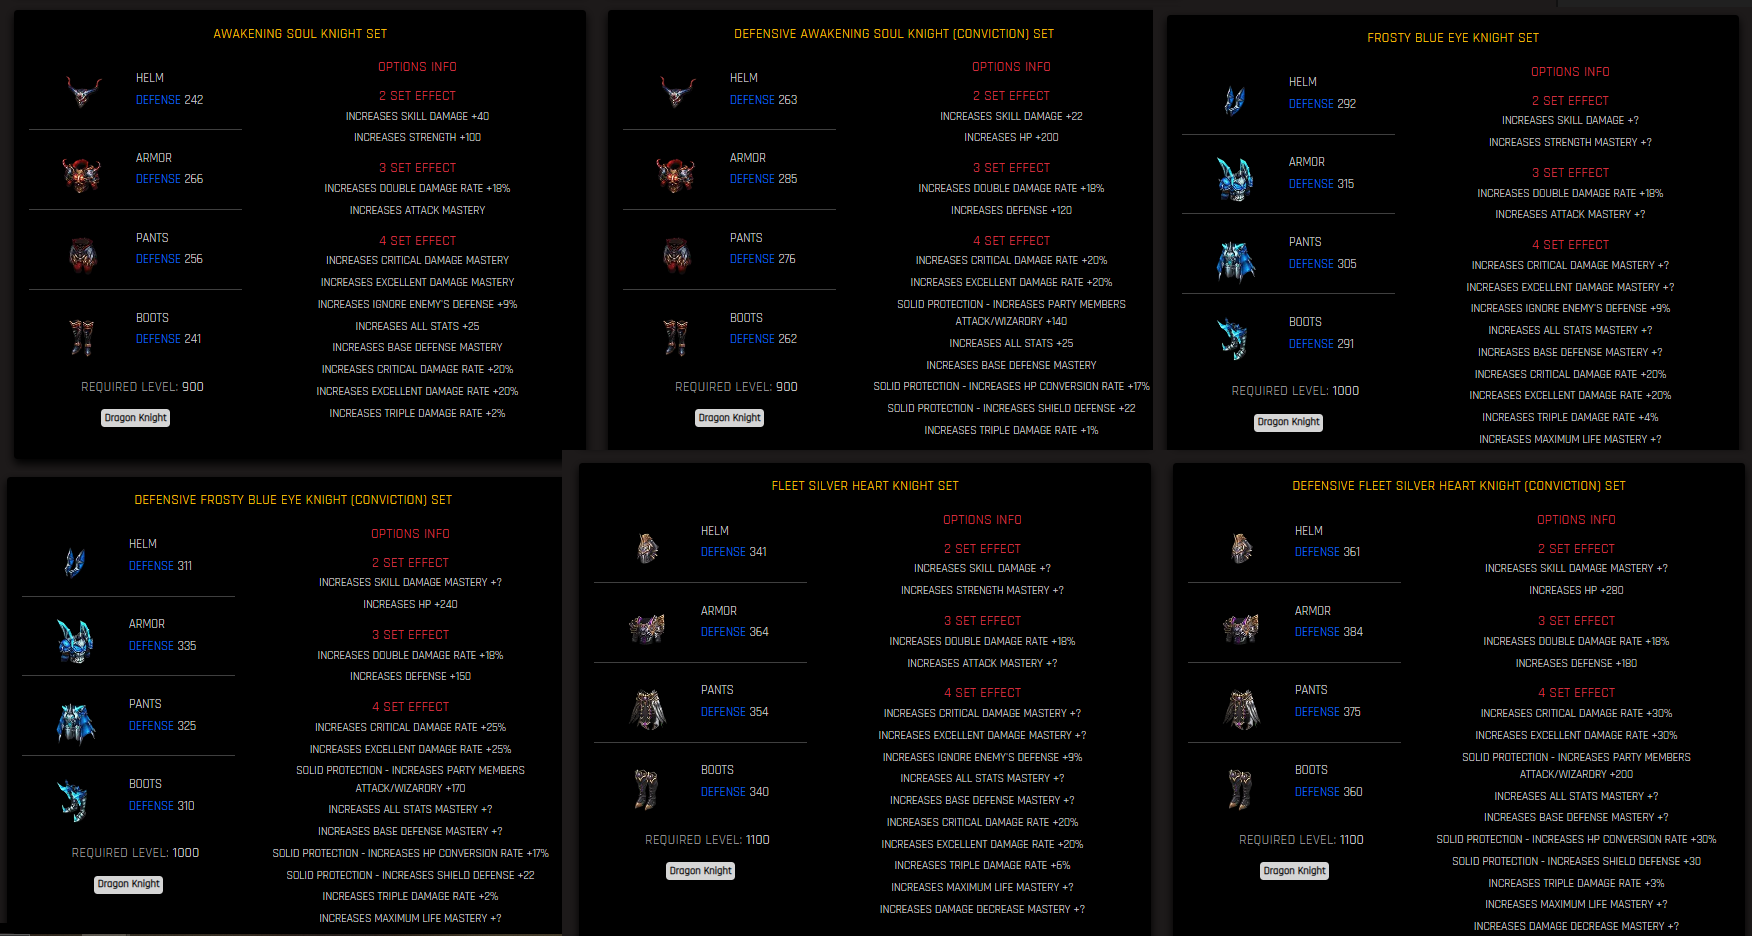 AWAKENING SOUL KNIGHT SET
HELM
DEFENSE 242
ARMOR
DEFENSE 266
PANTS
DEFENSE 256
BOOTS
DEFENSE 241
REQUIRED LEVEL: 900
Dragon Knight
OPTIONS INFO
2 SET EFFECT
INCREASES SKILL DAMAGE +40
INCREASES STRENGTH +100
3 SET EFFECT
INCREASES DOUBLE DAMAGE RATE +18%
INCREASES ATTACK MASTERY
4 SET EFFECT
INCREASES CRITICAL DAMAGE MASTERY
INCREASES EXCELLENT DAMAGE MASTERY
INCREASES IGNORE ENEMY'S DEFENSE +9%
INCREASES ALL STATS +25
INCREASES BASE DEFENSE MASTERY
INCREASES CRITICAL DAMAGE RATE +20%
INCREASES EXCELLENT DAMAGE RATE +20%
INCREASES TRIPLE DAMAGE RATE +2%
DEFENSIVE AWAKENING SOUL KNIGHT (CONVICTION) SET
HELM
DEFENSE 263
ARMOR
DEFENSE 285
PANTS
DEFENSE 276
BOOTS
DEFENSE 262
REQUIRED LEVEL: 900
Dragon Knight
OPTIONS INFO
2 SET EFFECT
INCREASES SKILL DAMAGE +22
INCREASES HP +200
3 SET EFFECT
INCREASES DOUBLE DAMAGE RATE +18%
INCREASES DEFENSE +120
4 SET EFFECT
INCREASES CRITICAL DAMAGE RATE +20%
INCREASES EXCELLENT DAMAGE RATE +20%
SOLID PROTECTION - INCREASES PARTY MEMBERS
ATTACK/WIZARDRY +140
INCREASES ALL STATS +25
INCREASES BASE DEFENSE MASTERY
SOLID PROTECTION - INCREASES HP CONVERSION RATE +17%
SOLID PROTECTION - INCREASES SHIELD DEFENSE +22
INCREASES TRIPLE DAMAGE RATE +1%
FROSTY BLUE EYE KNIGHT SET
HELM
DEFENSE 292
ARMOR
DEFENSE 315
PANTS
DEFENSE 305
BOOTS
DEFENSE 291
REQUIRED LEVEL: 1000
Dragon Knight
OPTIONS INFO
2 SET EFFECT
INCREASES SKILL DAMAGE +?
INCREASES STRENGTH MASTERY +?
3 SET EFFECT
INCREASES DOUBLE DAMAGE RATE +18%
INCREASES ATTACK MASTERY +?
4 SET EFFECT
INCREASES CRITICAL DAMAGE MASTERY +?
INCREASES EXCELLENT DAMAGE MASTERY +?
INCREASES IGNORE ENEMY'S DEFENSE +9%
INCREASES ALL STATS MASTERY +?
INCREASES BASE DEFENSE MASTERY +?
INCREASES CRITICAL DAMAGE RATE +20%
INCREASES EXCELLENT DAMAGE RATE +20%
INCREASES TRIPLE DAMAGE RATE +4%
INCREASES MAXIMUM LIFE MASTERY +?
DEFENSIVE FROSTY BLUE EYE KNIGHT (CONVICTION) SET
HELM
DEFENSE 311
ARMOR
DEFENSE 335
PANTS
DEFENSE 325
BOOTS
DEFENSE 310
REQUIRED LEVEL: 1000
Dragon Knight
OPTIONS INFO
2 SET EFFECT
INCREASES SKILL DAMAGE MASTERY +?
INCREASES HP +240
3 SET EFFECT
INCREASES DOUBLE DAMAGE RATE +18%
INCREASES DEFENSE +150
4 SET EFFECT
INCREASES CRITICAL DAMAGE RATE +25%
INCREASES EXCELLENT DAMAGE RATE +25%
SOLID PROTECTION - INCREASES PARTY MEMBERS
ATTACK/WIZARDRY +170
INCREASES ALL STATS MASTERY +?
INCREASES BASE DEFENSE MASTERY +?
SOLID PROTECTION - INCREASES HP CONVERSION RATE +17%
SOLID PROTECTION - INCREASES SHIELD DEFENSE +22
INCREASES TRIPLE DAMAGE RATE +2%
INCREASES MAXIMUM LIFE MASTERY +?
FLEET SILVER HEART KNIGHT SET
HELM
DEFENSE 341
ARMOR
DEFENSE 364
PANTS
DEFENSE 354
BOOTS
DEFENSE 340
REQUIRED LEVEL: 1100
Dragon Knight
OPTIONS INFO
2 SET EFFECT
INCREASES SKILL DAMAGE +?
INCREASES STRENGTH MASTERY +?
3 SET EFFECT
INCREASES DOUBLE DAMAGE RATE +18%
INCREASES ATTACK MASTERY +?
4 SET EFFECT
INCREASES CRITICAL DAMAGE MASTERY +?
INCREASES EXCELLENT DAMAGE MASTERY +?
INCREASES IGNORE ENEMY'S DEFENSE +9%
INCREASES ALL STATS MASTERY +?
INCREASES BASE DEFENSE MASTERY +?
INCREASES CRITICAL DAMAGE RATE +20%
INCREASES EXCELLENT DAMAGE RATE +20%
INCREASES TRIPLE DAMAGE RATE +6%
INCREASES MAXIMUM LIFE MASTERY +?
INCREASES DAMAGE DECREASE MASTERY +?
DEFENSIVE FLEET SILVER HEART KNIGHT (CONVICTION) SET
HELM
DEFENSE 361
ARMOR
DEFENSE 384
PANTS
DEFENSE 375
BOOTS
DEFENSE 360
REQUIRED LEVEL: 1100
Dragon Knight
OPTIONS INFO
2 SET EFFECT
INCREASES SKILL DAMAGE MASTERY +?
INCREASES HP +280
3 SET EFFECT
INCREASES DOUBLE DAMAGE RATE +18%
INCREASES DEFENSE +180
4 SET EFFECT
INCREASES CRITICAL DAMAGE RATE +30%
INCREASES EXCELLENT DAMAGE RATE +30%
SOLID PROTECTION - INCREASES PARTY MEMBERS
ATTACK/WIZARDRY +200
INCREASES ALL STATS MASTERY +?
INCREASES BASE DEFENSE MASTERY +?
SOLID PROTECTION - INCREASES HP CONVERSION RATE +30%
SOLID PROTECTION - INCREASES SHIELD DEFENSE +30
INCREASES TRIPLE DAMAGE RATE +3%
INCREASES MAXIMUM LIFE MASTERY +?
INCREASES DAMAGE DECREASE MASTERY +?